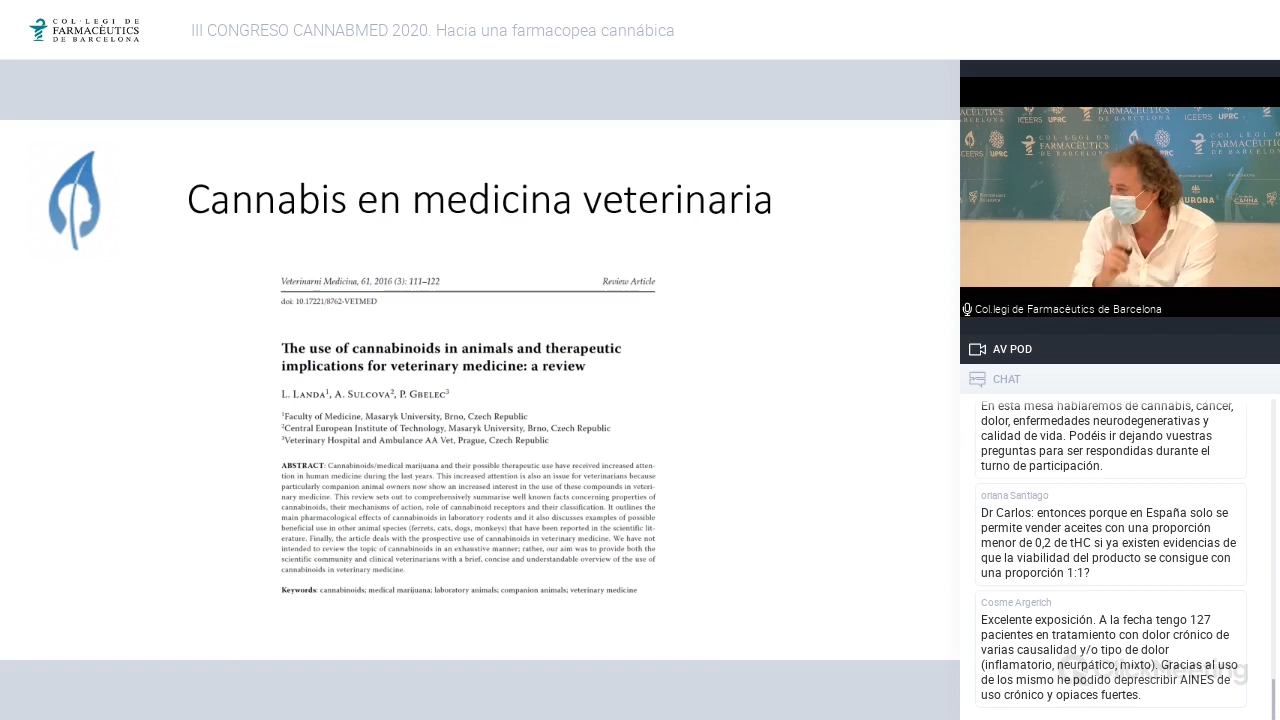 COL·LEGI DE
FARMACÈUTICS
DE BARCELONA
III CONGRESO CANNABMED 2020. Hacia una farmacopea cannábica
Cannabis en medicina veterinaria
Veterinarni Medicina, 61, 2016 (3): 111–122 Review Article
doi: 10.17221/8762-VETMED
The use of cannabinoids in animals and therapeutic
implications for veterinary medicine: a review
L. Landa1, A. Sulcova2, P. Gbelec3
1Faculty of Medicine, Masaryk University, Brno, Czech Republic
2Central European Institute of Technology, Masaryk University, Brno, Czech Republic
3Veterinary Hospital and Ambulance AA Vet, Prague, Czech Republic
ABSTRACT: Cannabinoids/medical marijuana and their possible therapeutic use have received increased atten-
tion in human medicine during the last years. This increased attention is also an issue for veterinarians because
particularly companion animal owners now show an increased interest in the use of these compounds in veteri-
nary medicine. This review sets out to comprehensively summarise well known facts concerning properties of
cannabinoids, their mechanisms of action, role of cannabinoid receptors and their classification. It outlines the
main pharmacological effects of cannabinoids in laboratory rodents and it also discusses examples of possible
beneficial use in other animal species (ferrets, cats, dogs, monkeys) that have been reported in the scientific lit-
erature. Finally, the article deals with the prospective use of cannabinoids in veterinary medicine. We have not
intended to review the topic of cannabinoids in an exhaustive manner; rather, our aim was to provide both the
scientific community and clinical veterinarians with a brief, concise and understandable overview of the use of
cannabinoids in veterinary medicine.
Keywords: cannabinoids; medical marijuana; laboratory animals; companion animals; veterinary medicine
ICEERS UPRC
COL·LEGI DE
FARMACÈUTICS
DE BARCELONA
AURORA
CANNA
Col.legi de Farmacèutics de Barcelona
AV POD
CHAT
En esta mesa hablaremos de cannabis, cáncer,
dolor, enfermedades neurodegenerativas y
calidad de vida. Podéis ir dejando vuestras
preguntas para ser respondidas durante el
turno de participación.
oriana Santiago
Dr Carlos: entonces porque en España solo se
permite vender aceites con una proporción
menor de 0,2 de tHC si ya existen evidencias de
que la viabilidad del producto se consigue con
una proporción 1:1?
Cosme Argerich
Excelente exposición. A la fecha tengo 127
pacientes en tratamiento con dolor crónico de
varias causalidad y/o tipo de dolor
(inflamatorio, neurpático, mixto). Gracias al uso
de los mismo he podido deprescribir AINES de
uso crónico y opiaces fuertes.